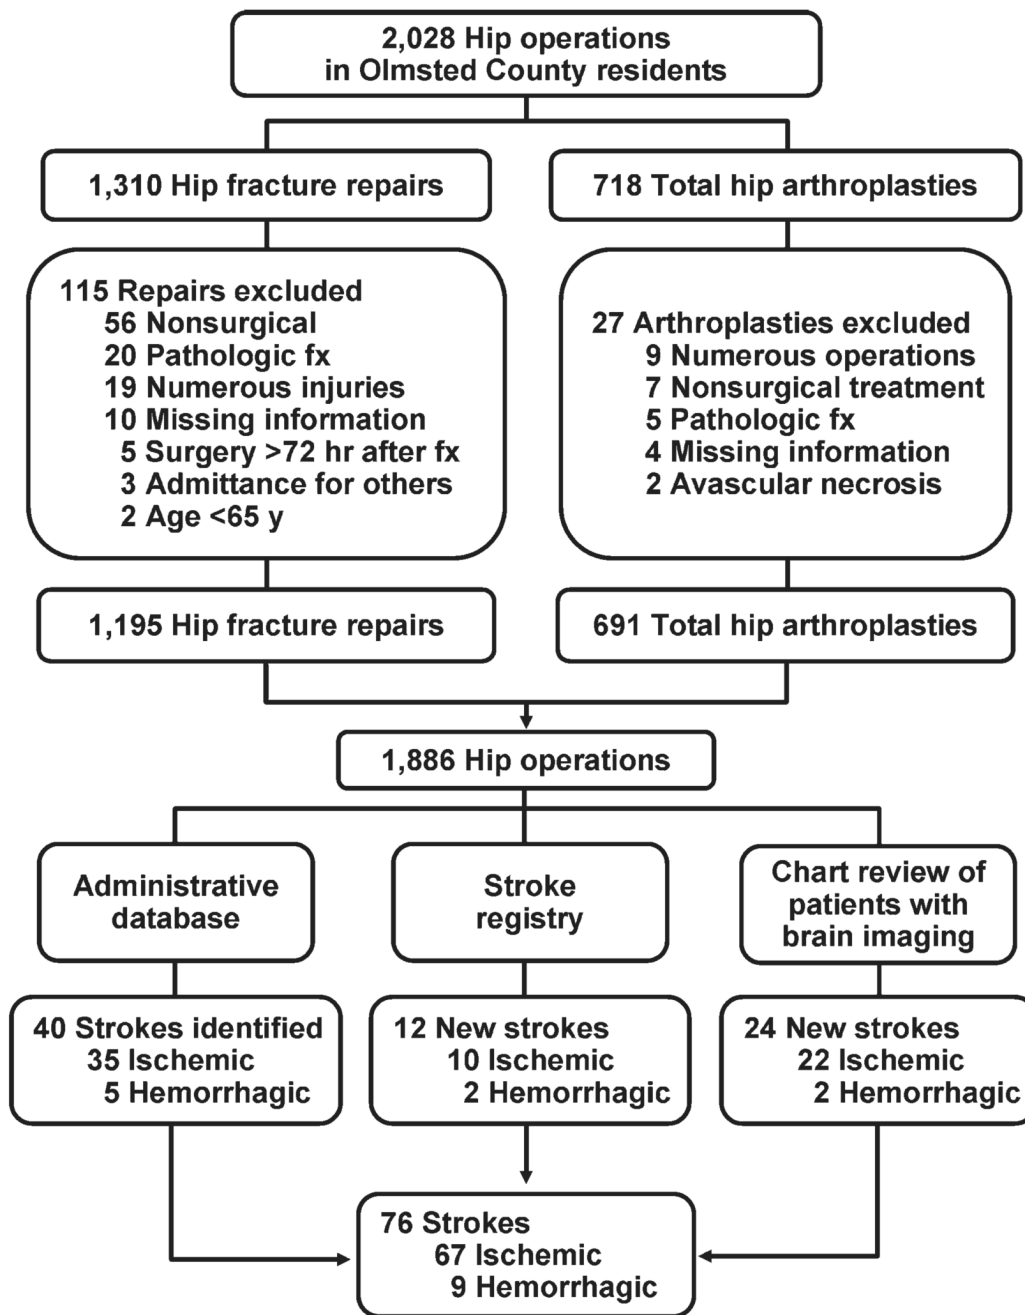 2,028 Hip operations
in Olmsted County residents
1,310 Hip fracture repairs
718 Total hip arthroplasties
115 Repairs excluded
56 Nonsurgical
20 Pathologic fx
19 Numerous injuries
10 Missing information
5 Surgery >72 hr after fx
3 Admittance for others
2 Age <65 y
27 Arthroplasties excluded
9 Numerous operations
7 Nonsurgical treatment
5 Pathologic fx
4 Missing information
2 Avascular necrosis
1,195 Hip fracture repairs
691 Total hip arthroplasties
1,886 Hip operations
Administrative
database
Stroke
registry
Chart review of
patients with
brain imaging
40 Strokes identified
35 Ischemic
5 Hemorrhagic
12 New strokes
10 Ischemic
2 Hemorrhagic
24 New strokes
22 Ischemic
2 Hemorrhagic
76 Strokes
67 Ischemic
9 Hemorrhagic